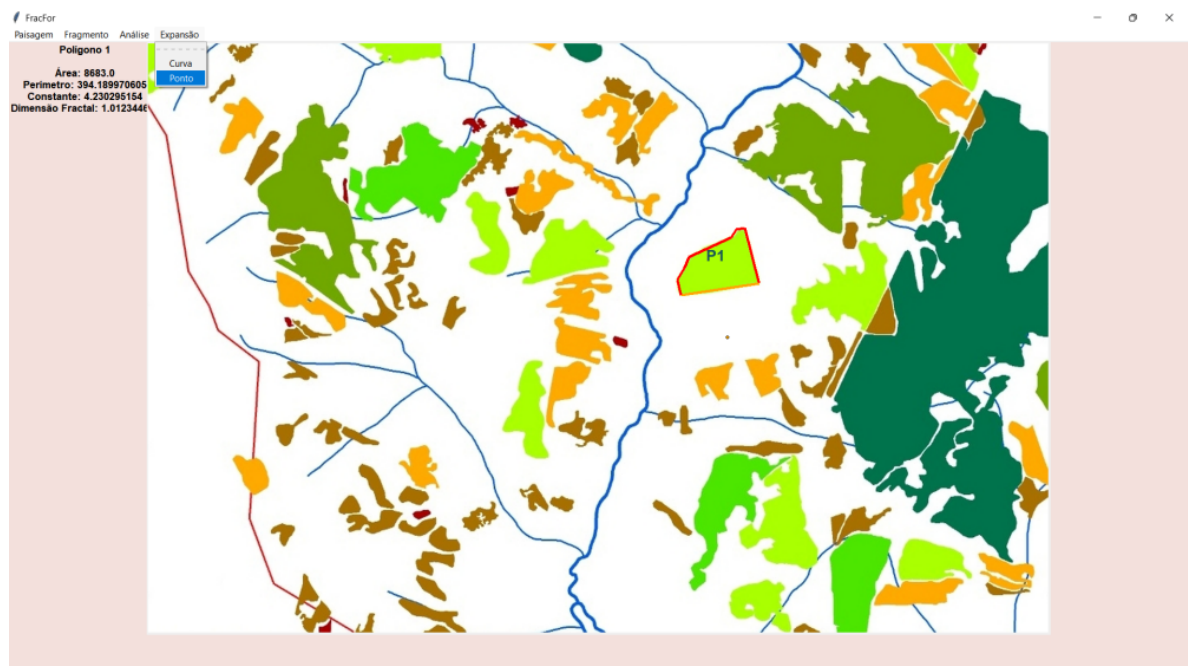 FracFor
Paisagem Fragmento Análise Expansão
Curva
Ponto
Poligono 1
Área: 8683.0
Perimetro: 394.189970605
Constante: 4.230295154
Dimensão Fractal: 1.0123446
P1